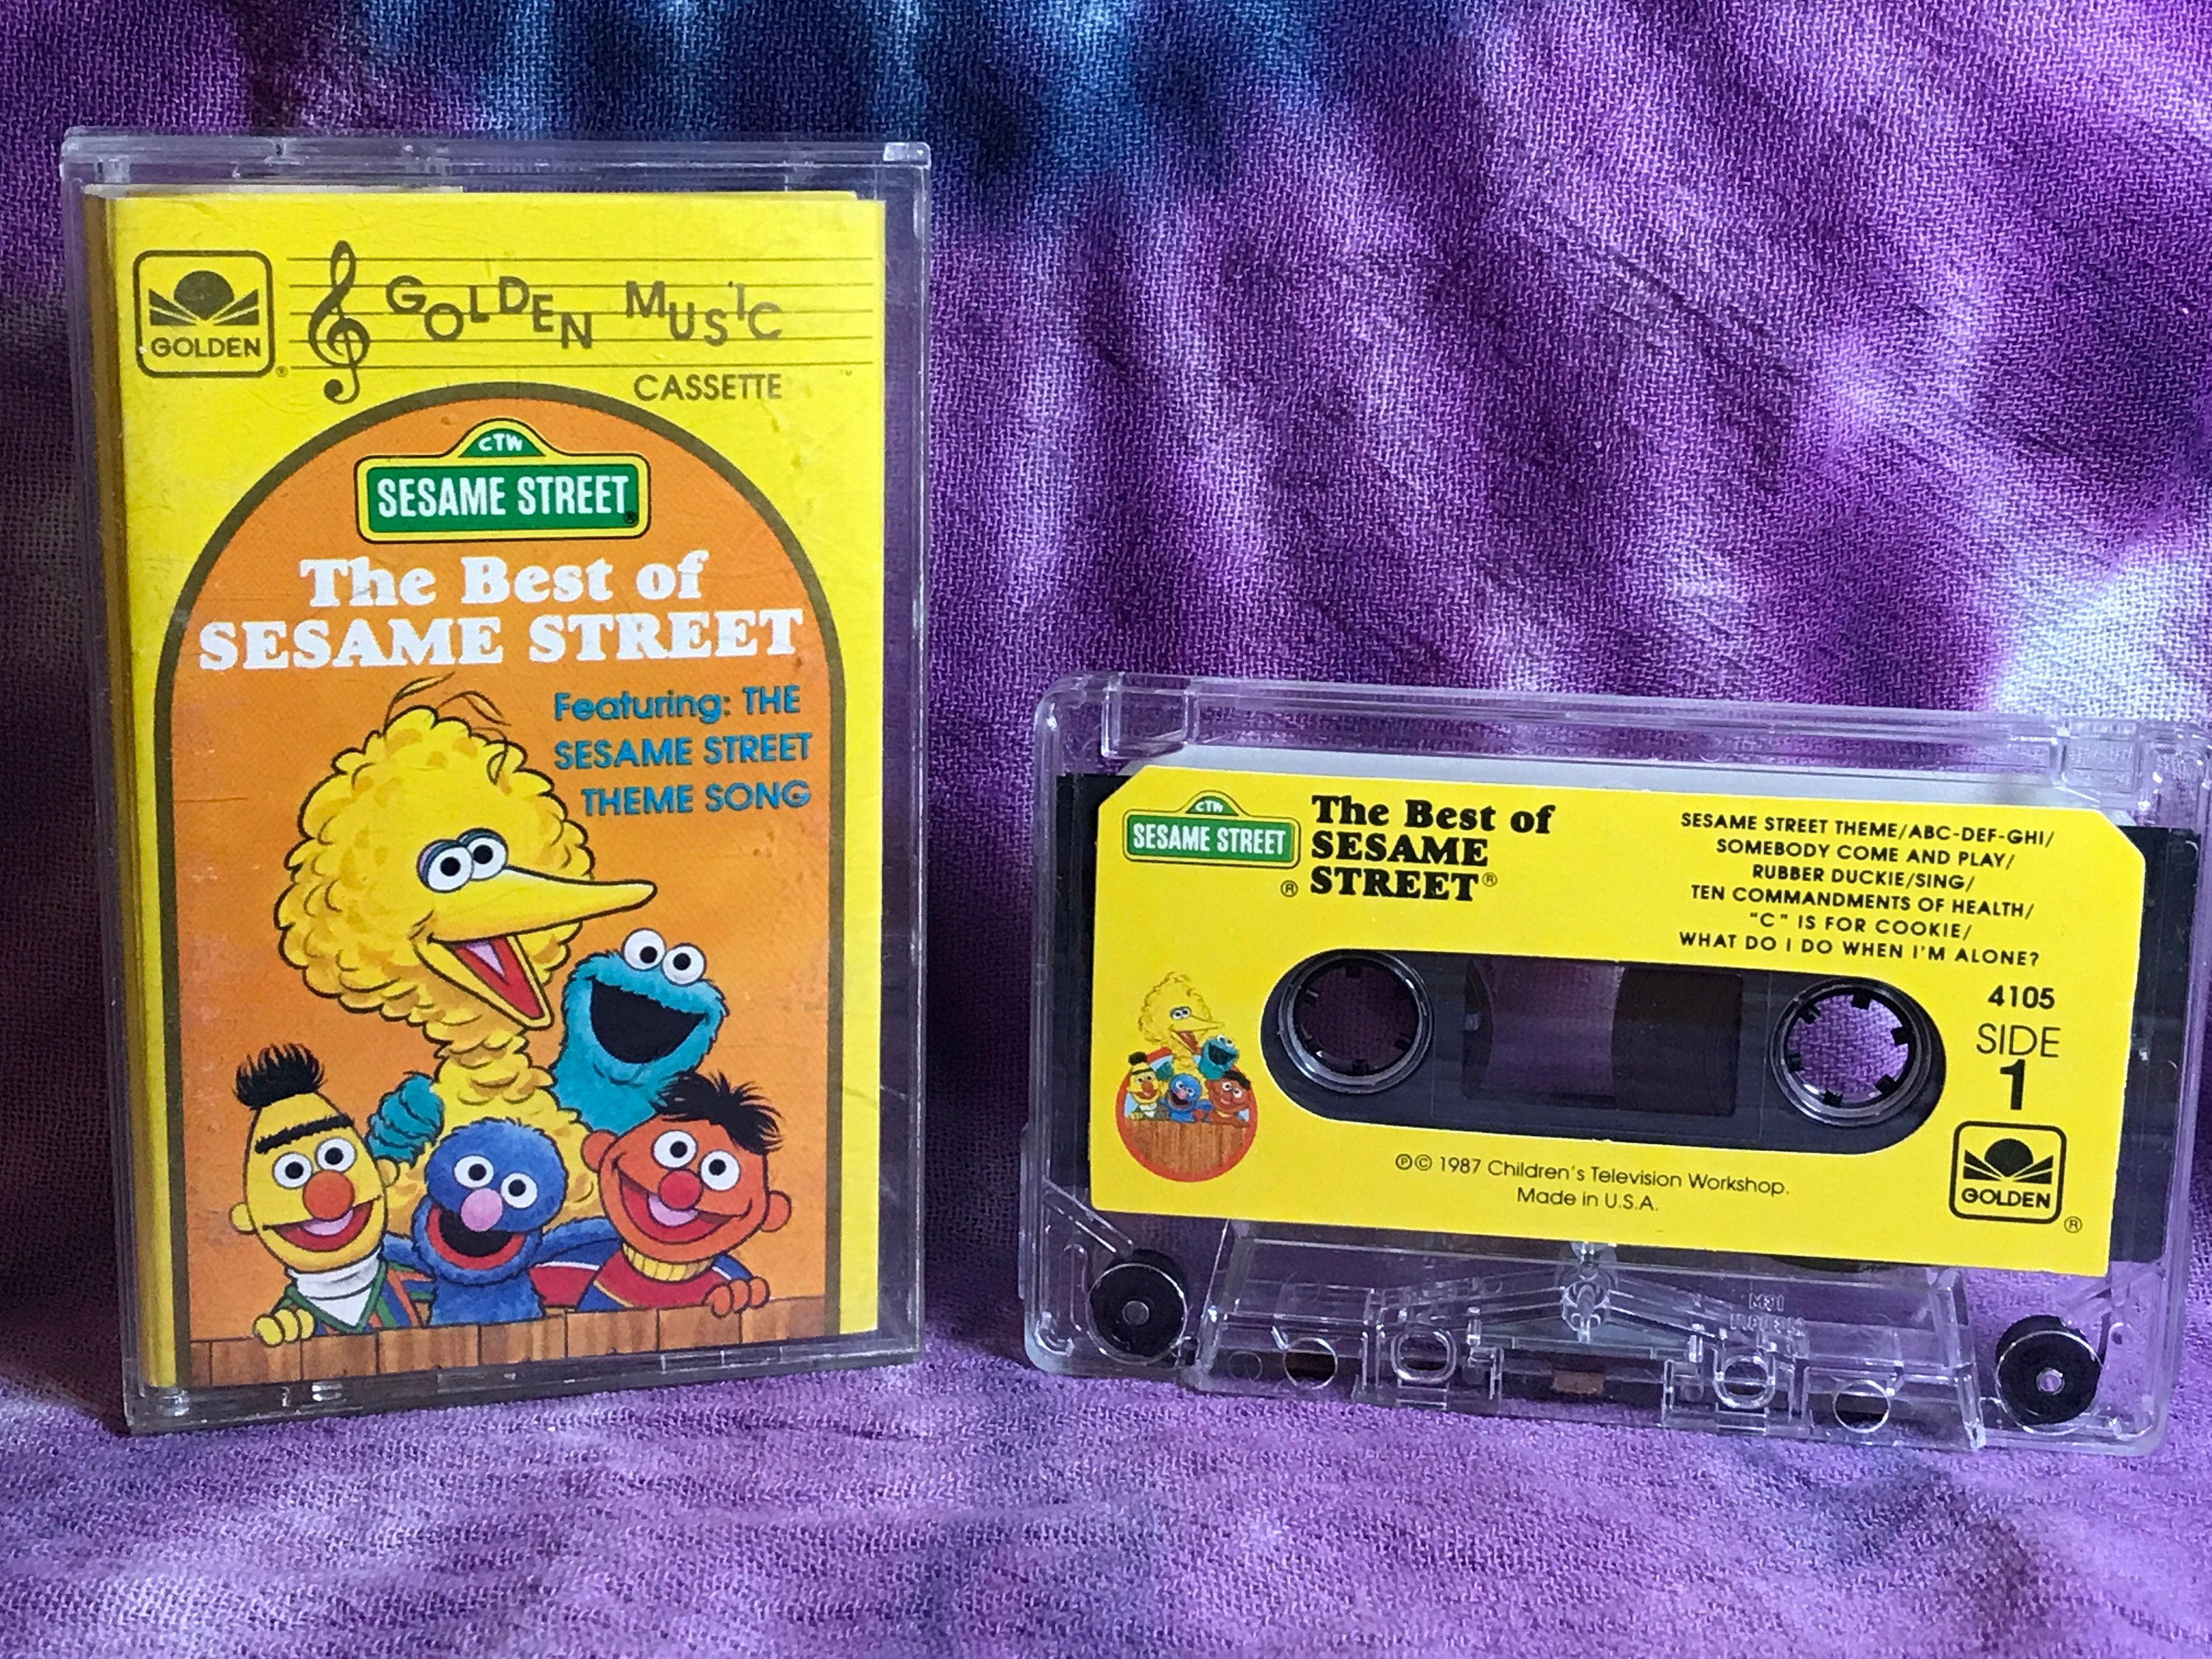 GOLDEN MUSIC
GOLDEN
®
™
CASSETTE
CTW
SESAME STREET®
The Best of
SESAME STREET
Featuring: THE
SESAME STREET
THEME SONG
CTW
SESAME STREET
®
The Best of
SESAME
STREET®
SESAME STREET THEME/ABC-DEF-GHI/
SOMEBODY COME AND PLAY/
RUBBER DUCKIE/SING/
TEN COMMANDMENTS OF HEALTH/
"C" IS FOR COOKIE/
WHAT DO I DO WHEN I'M ALONE?
4105
SIDE
1
GOLDEN
®
℗© 1987 Children's Television Workshop.
Made in U.S.A.